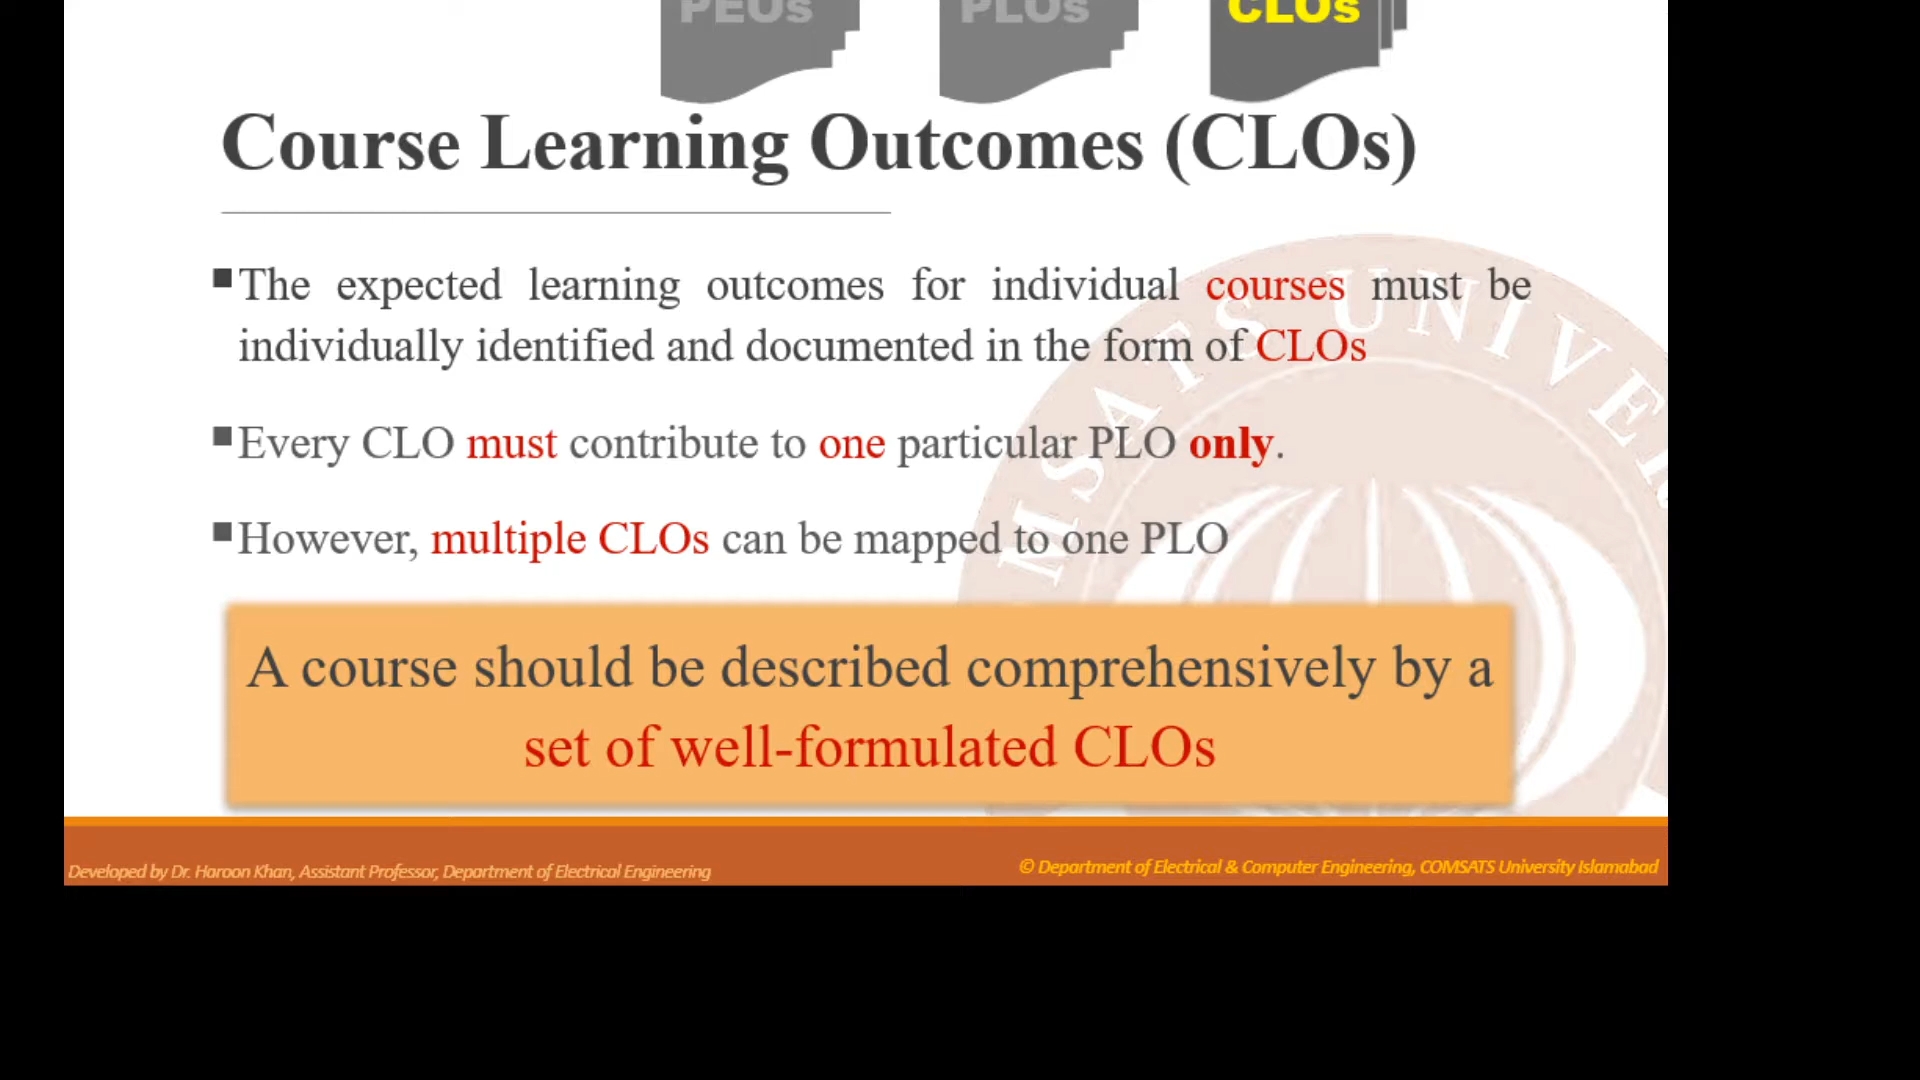 PEOs PLOs CLOs
Course Learning Outcomes (CLOs)
The expected learning outcomes for individual courses must be
individually identified and documented in the form of CLOs
Every CLO must contribute to one particular PLO only.
However, multiple CLOs can be mapped to one PLO
A course should be described comprehensively by a
set of well-formulated CLOs
MSATS UNIVE
Developed by Dr. Haroon Khan, Assistant Professor, Department of Electrical Engineering
© Department of Electrical & Computer Engineering, COMSATS University Islamabad